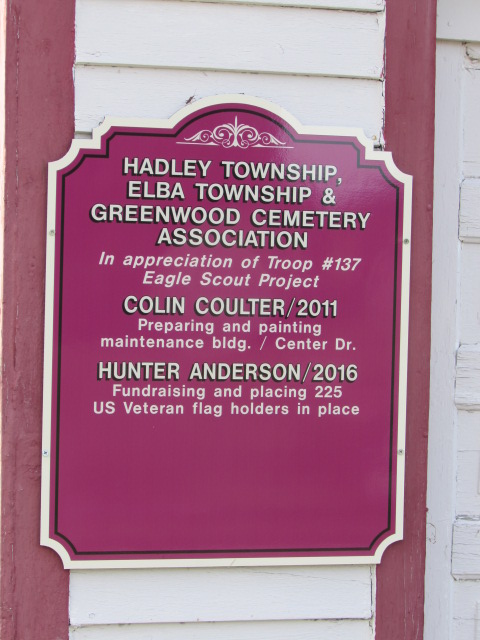 HADLEY TOWNSHIP,
ELBA TOWNSHIP &
GREENWOOD CEMETERY
ASSOCIATION
In appreciation of Troop #137
Eagle Scout Project
COLIN COULTER/2011
Preparing and painting
maintenance bldg. / Center Dr.
HUNTER ANDERSON/2016
Fundraising and placing 225
US Veteran flag holders in place